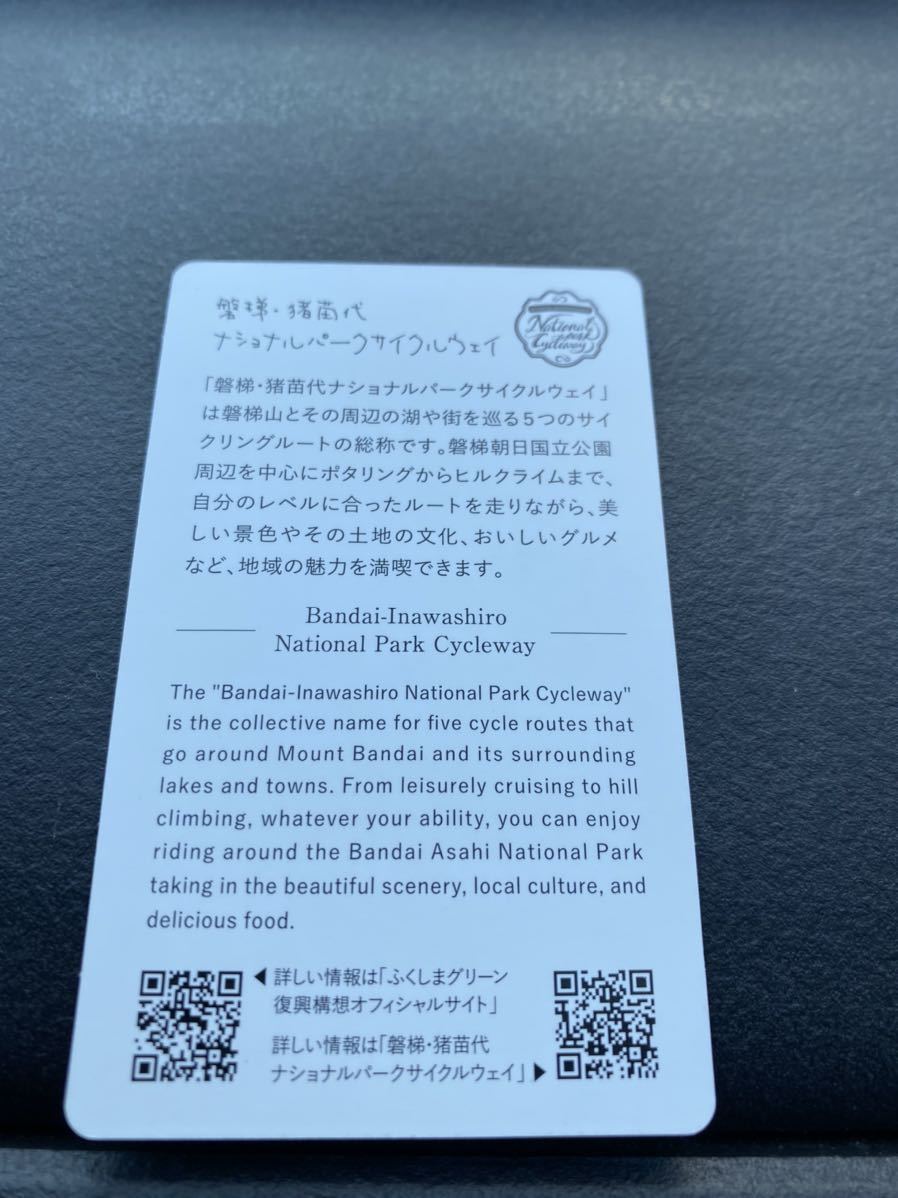 磐梯・猪苗代
ナショナルパークサイクルウェイ
National
park
Cycleway
「磐梯・猪苗代ナショナルパークサイクルウェイ」
は磐梯山とその周辺の湖や街を巡る5つのサイ
クリングルートの総称です。磐梯朝日国立公園
周辺を中心にポタリングからヒルクライムまで、
自分のレベルに合ったルートを走りながら、美
しい景色やその土地の文化、おいしいグルメ
など、地域の魅力を満喫できます。
Bandai-Inawashiro
National Park Cycleway
The "Bandai-Inawashiro National Park Cycleway"
is the collective name for five cycle routes that
go around Mount Bandai and its surrounding
lakes and towns. From leisurely cruising to hill
climbing, whatever your ability, you can enjoy
riding around the Bandai Asahi National Park
taking in the beautiful scenery, local culture, and
delicious food.
◀ 詳しい情報は「ふくしまグリーン
復興構想オフィシャルサイト」
詳しい情報は「磐梯・猪苗代
ナショナルパークサイクルウェイ」▶